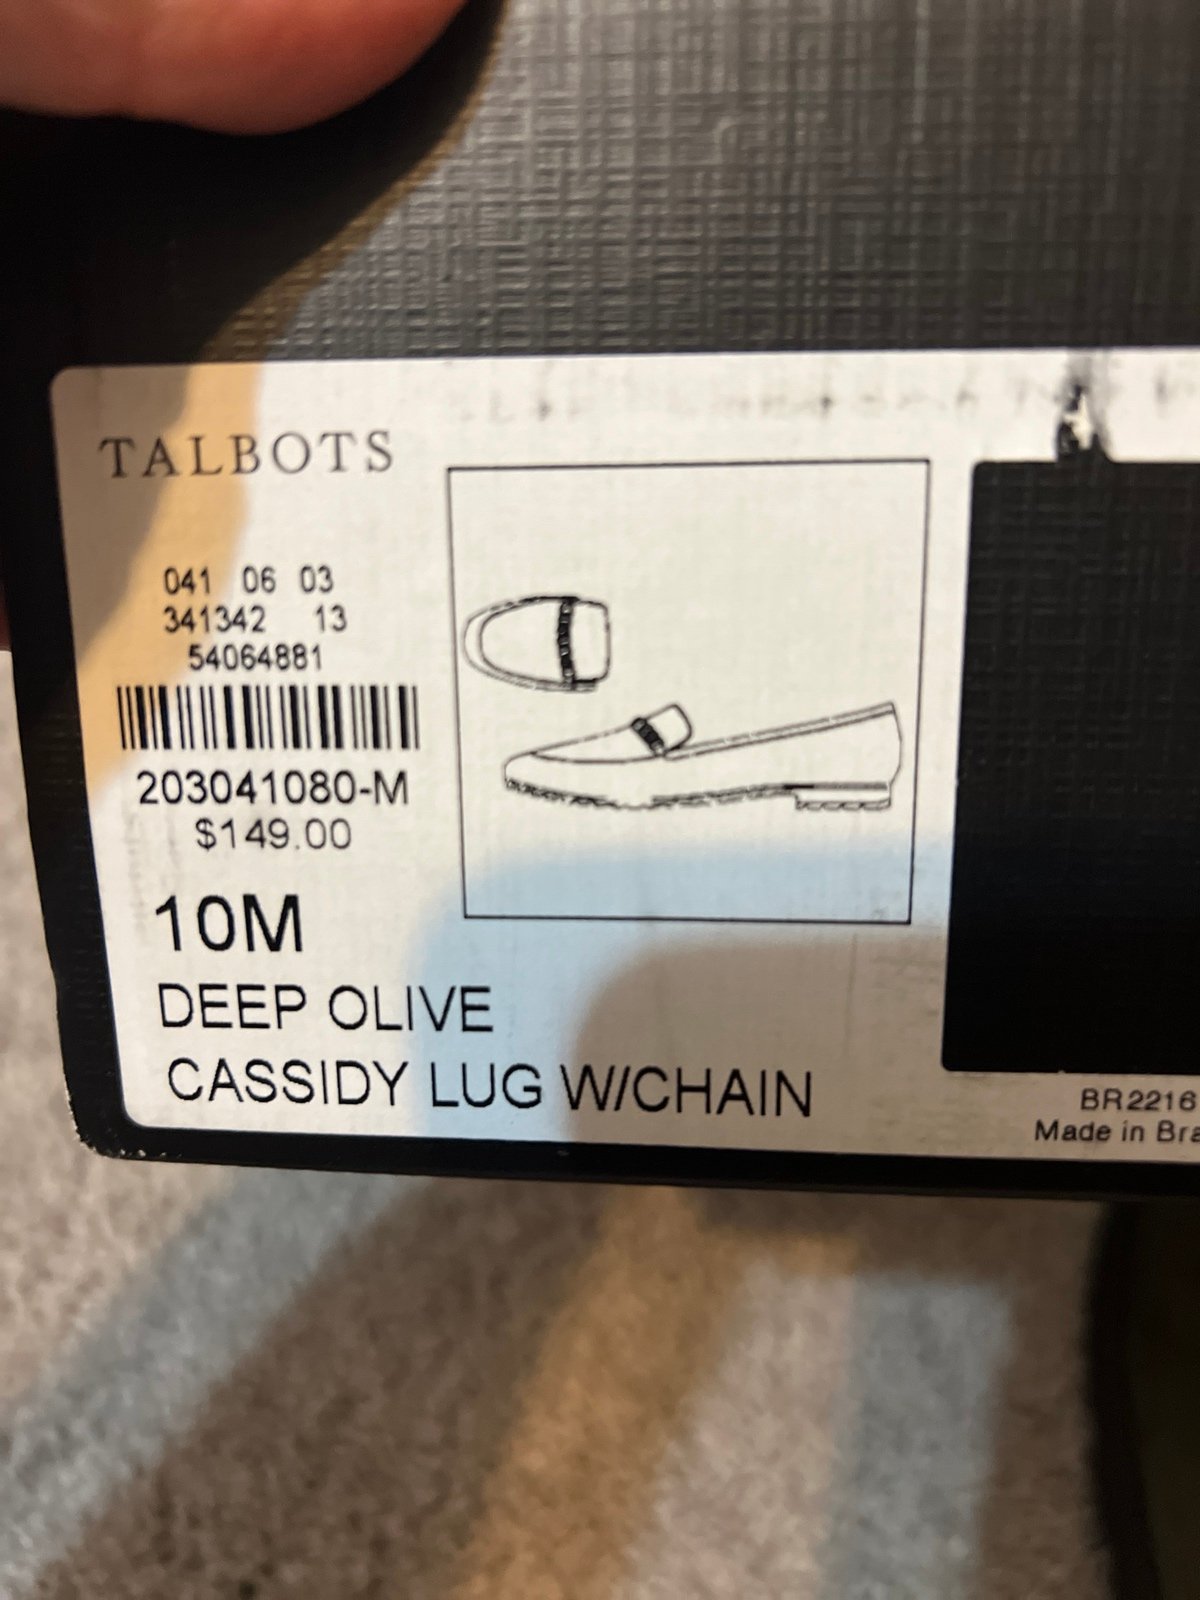 TALBOTS
041 06 03
341342 13
54064881
203041080-M
$149.00
10M
DEEP OLIVE
CASSIDY LUG W/CHAIN
BR2216
Made in Bra